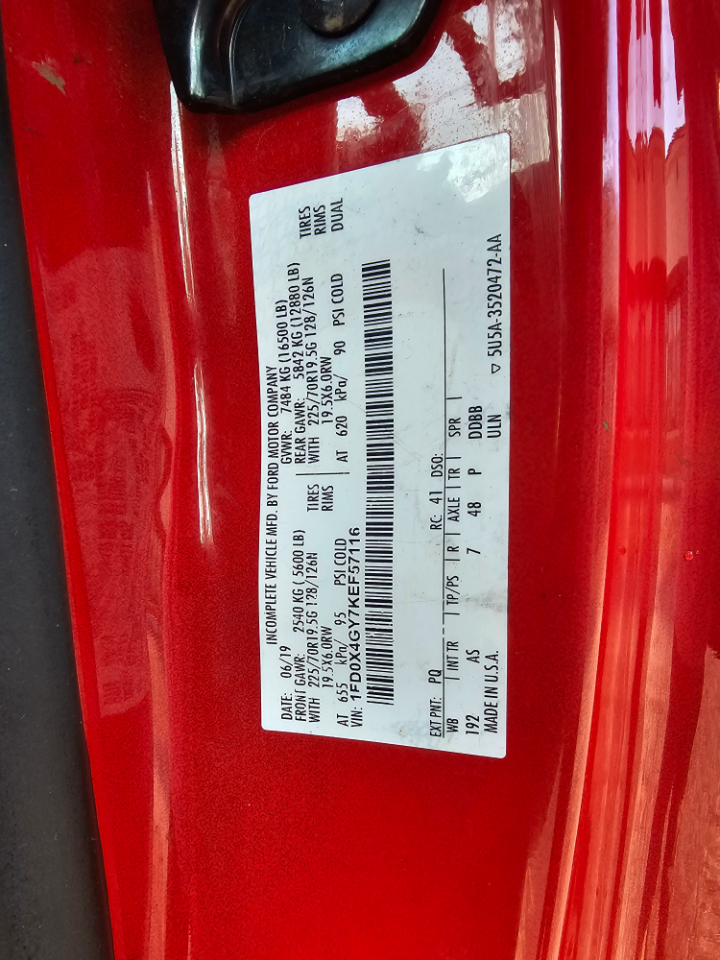 INCOMPLETE VEHICLE MFD. BY FORD MOTOR COMPANY
DATE: 06/19 GVWR: 7484 KG (16500 LB)
FRONT GAWR: 2540 KG ( 5600 LB) REAR GAWR: 5842 KG (12880 LB)
WITH 225/70R19.5G 128/126N TIRES WITH 225/70R19.5G 128/126N TIRES
19.5X6.0RW RIMS 19.5X6.0RW RIMS
AT 655 kPa/ 95 PSI COLD AT 620 kPa/ 90 PSI COLD DUAL
VIN: 1FD0X4GY7KEF57116
EXT PNT: PQ RC: 41 DSO:
WB INT TR TP/PS R AXLE TR SPR
192 AS 7 48 P DDBB
MADE IN U.S.A. ULN ▽ 5U5A-3520472-AA